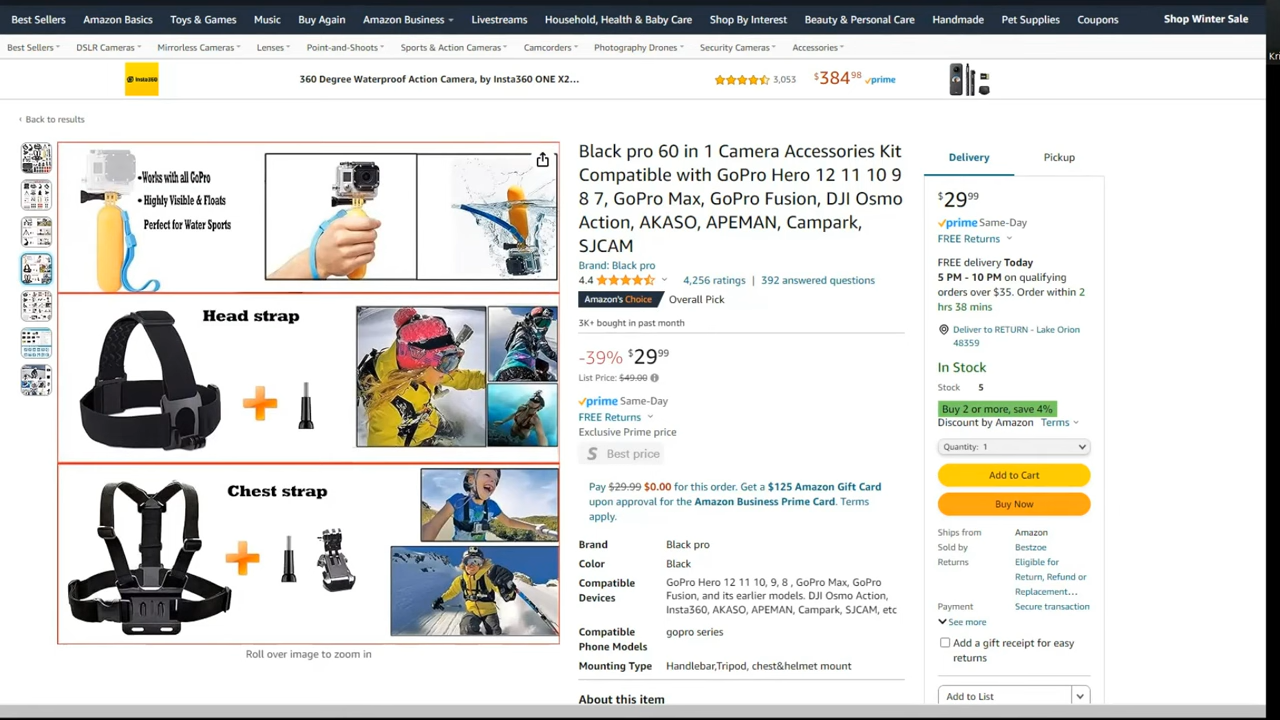 Best Sellers Amazon Basics Toys & Games Music Buy Again Amazon Business Livestreams Household, Health & Baby Care Shop By Interest Beauty & Personal Care Handmade Pet Supplies Coupons Shop Winter Sale
Best Sellers DSLR Cameras Mirrorless Cameras Lenses Point-and-Shoots Sports & Action Cameras Camcorders Photography Drones Security Cameras Accessories
Kri
Insta360
360 Degree Waterproof Action Camera, by Insta360 ONE X2...
3,053
$384.98
prime
‹ Back to results
•Works with all GoPro
• Highly Visible & Floats
Perfect for Water Sports
Head strap
Chest strap
Roll over image to zoom in
Black pro 60 in 1 Camera Accessories Kit
Compatible with GoPro Hero 12 11 10 9
8 7, GoPro Max, GoPro Fusion, DJI Osmo
Action, AKASO, APEMAN, Campark,
SJCAM
Brand: Black pro
4.4 4,256 ratings | 392 answered questions
Amazon's Choice Overall Pick
3K+ bought in past month
-39% $29.99
List Price: $49.00
prime Same-Day
FREE Returns
Exclusive Prime price
S Best price
Pay $29.99 $0.00 for this order. Get a $125 Amazon Gift Card
upon approval for the Amazon Business Prime Card. Terms
apply.
Brand Black pro
Color Black
Compatible Devices GoPro Hero 12 11 10, 9, 8 , GoPro Max, GoPro
Fusion, and its earlier models. DJI Osmo Action,
Insta360, AKASO, APEMAN, Campark, SJCAM, etc
Compatible Phone Models gopro series
Mounting Type Handlebar,Tripod, chest&helmet mount
About this item
Delivery Pickup
$29.99
prime Same-Day
FREE Returns
FREE delivery Today
5 PM - 10 PM on qualifying
orders over $35. Order within 2
hrs 38 mins
Deliver to RETURN - Lake Orion
48359
In Stock
Stock 5
Buy 2 or more, save 4%
Discount by Amazon Terms
Quantity: 1
Add to Cart
Buy Now
Ships from Amazon
Sold by Bestzoe
Returns Eligible for
Return, Refund or
Replacement...
Payment Secure transaction
See more
Add a gift receipt for easy
returns
Add to List